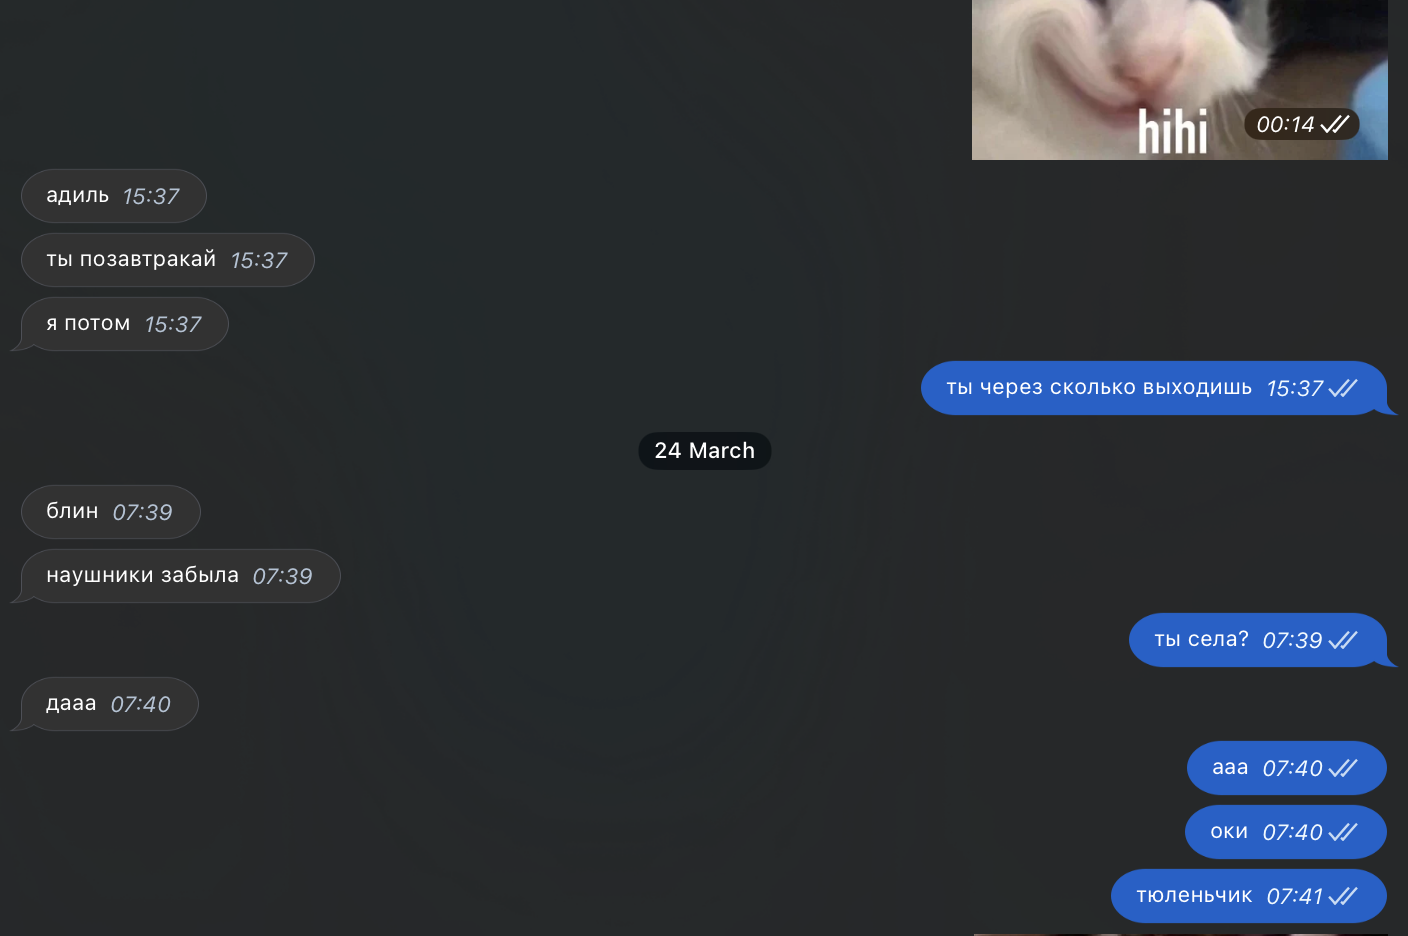 hihi
00:14
адиль 15:37
ты позавтракай 15:37
я потом 15:37
ты через сколько выходишь 15:37
24 March
блин 07:39
наушники забыла 07:39
ты села? 07:39
дааа 07:40
ааа 07:40
оки 07:40
тюленьчик 07:41